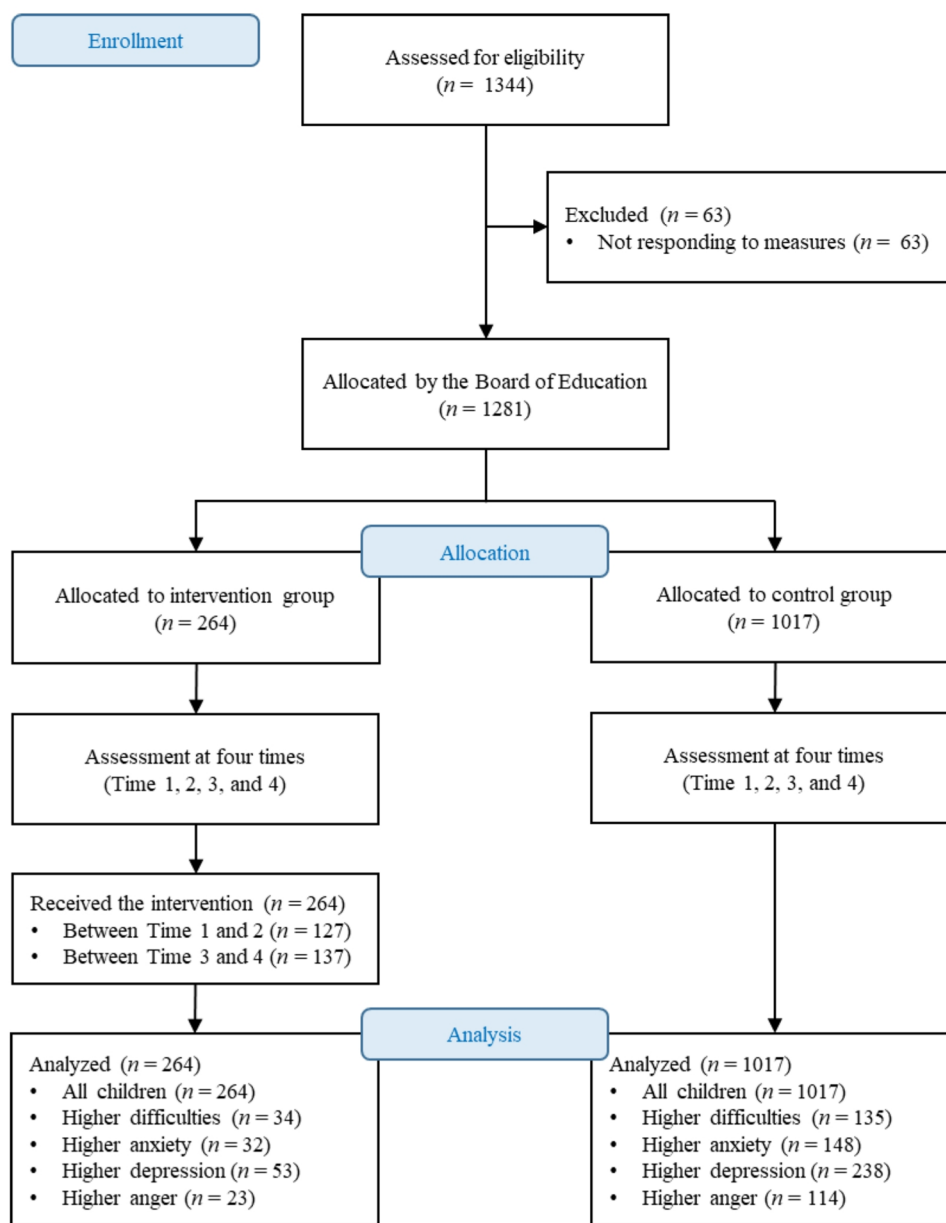 Enrollment
Assessed for eligibility
(n = 1344)
Excluded (n = 63)
• Not responding to measures (n = 63)
Allocated by the Board of Education
(n = 1281)
Allocation
Allocated to intervention group
(n = 264)
Allocated to control group
(n = 1017)
Assessment at four times
(Time 1, 2, 3, and 4)
Assessment at four times
(Time 1, 2, 3, and 4)
Received the intervention (n = 264)
• Between Time 1 and 2 (n = 127)
• Between Time 3 and 4 (n = 137)
Analysis
Analyzed (n = 264)
• All children (n = 264)
• Higher difficulties (n = 34)
• Higher anxiety (n = 32)
• Higher depression (n = 53)
• Higher anger (n = 23)
Analyzed (n = 1017)
• All children (n = 1017)
• Higher difficulties (n = 135)
• Higher anxiety (n = 148)
• Higher depression (n = 238)
• Higher anger (n = 114)